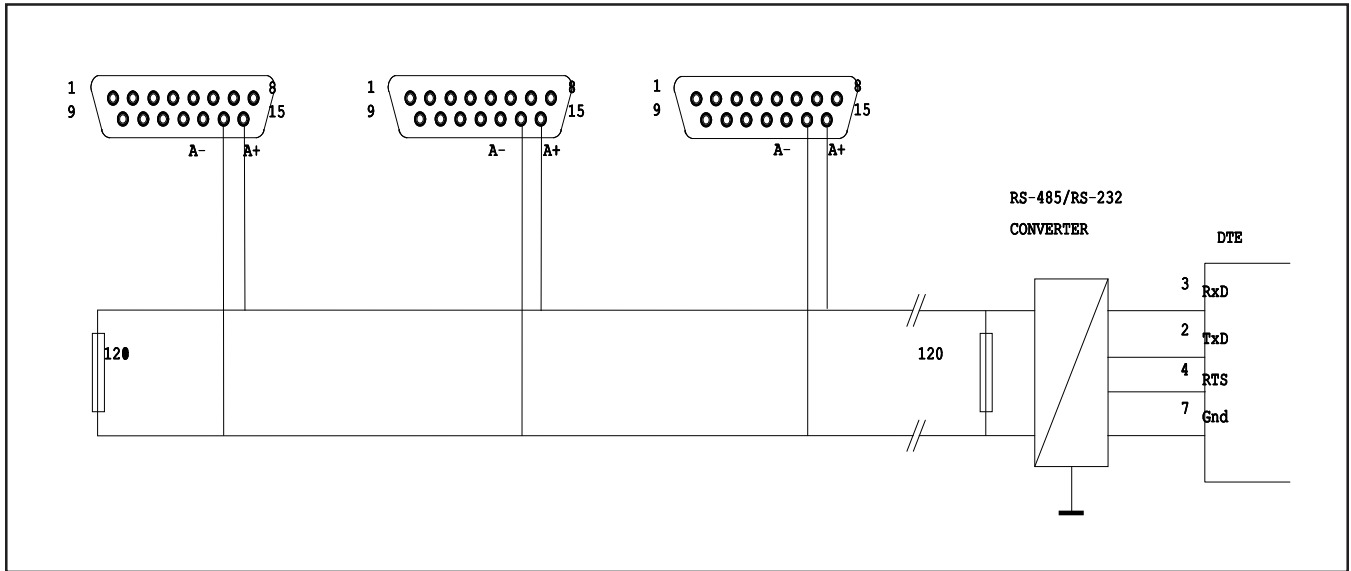 1 8
9 15
A- A+
1 8
9 15
A- A+
1 8
9 15
A- A+
RS-485/RS-232
CONVERTER
DTE
3 RxD
2 TxD
4 RTS
7 Gnd
120
120